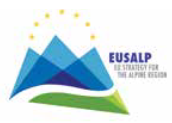 EUSALP
EU STRATEGY FOR
THE ALPINE REGION